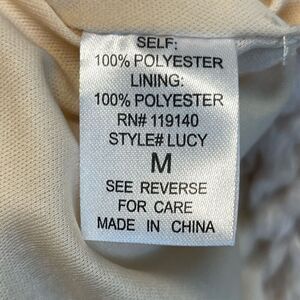 SELF:
100% POLYESTER
LINING:
100% POLYESTER
RN# 119140
STYLE# LUCY
M
SEE REVERSE
FOR CARE
MADE IN CHINA